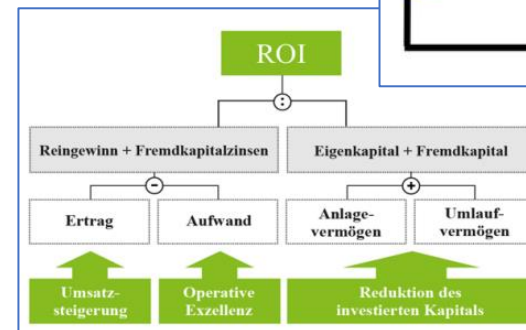 ROI
:
Reingewinn + Fremdkapitalzinsen
Eigenkapital + Fremdkapital
-
+
Ertrag
Aufwand
Anlage-
vermögen
Umlauf-
vermögen
Umsatz-
steigerung
Operative
Exzellenz
Reduktion des
investierten Kapitals